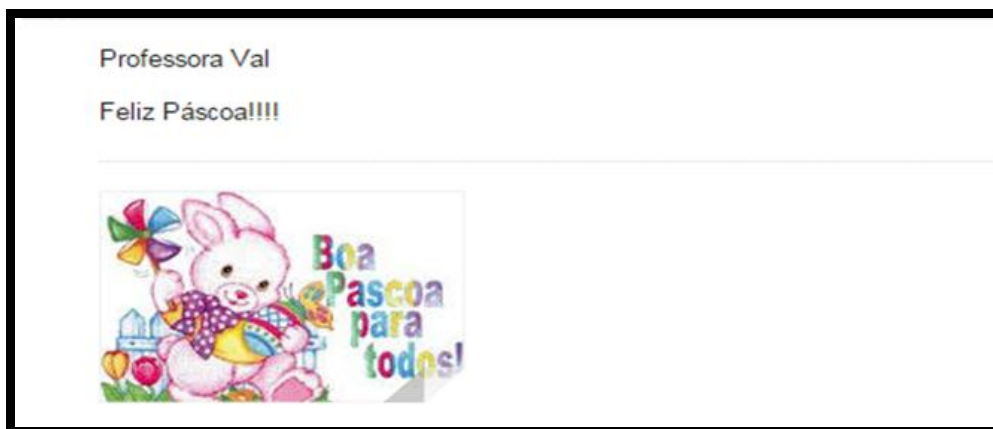 Professora Val
Feliz Páscoa!!!!
Boa
Pascoa
para
todos!